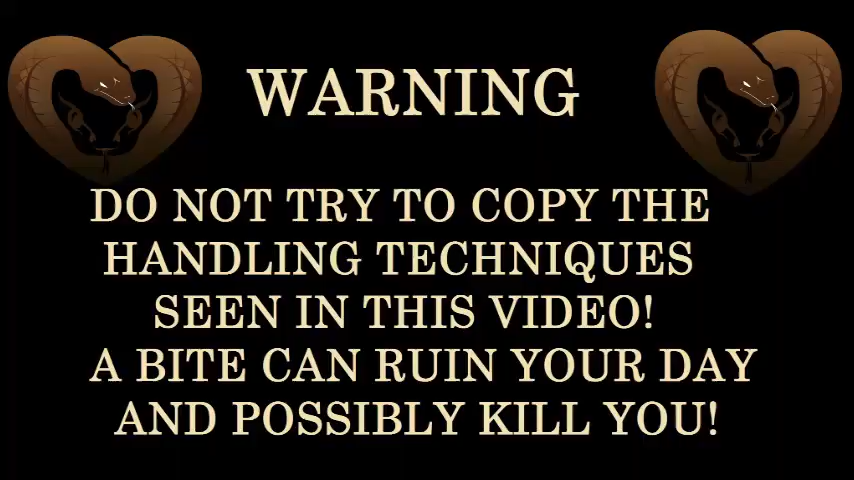 WARNING
DO NOT TRY TO COPY THE
HANDLING TECHNIQUES
SEEN IN THIS VIDEO!
A BITE CAN RUIN YOUR DAY
AND POSSIBLY KILL YOU!